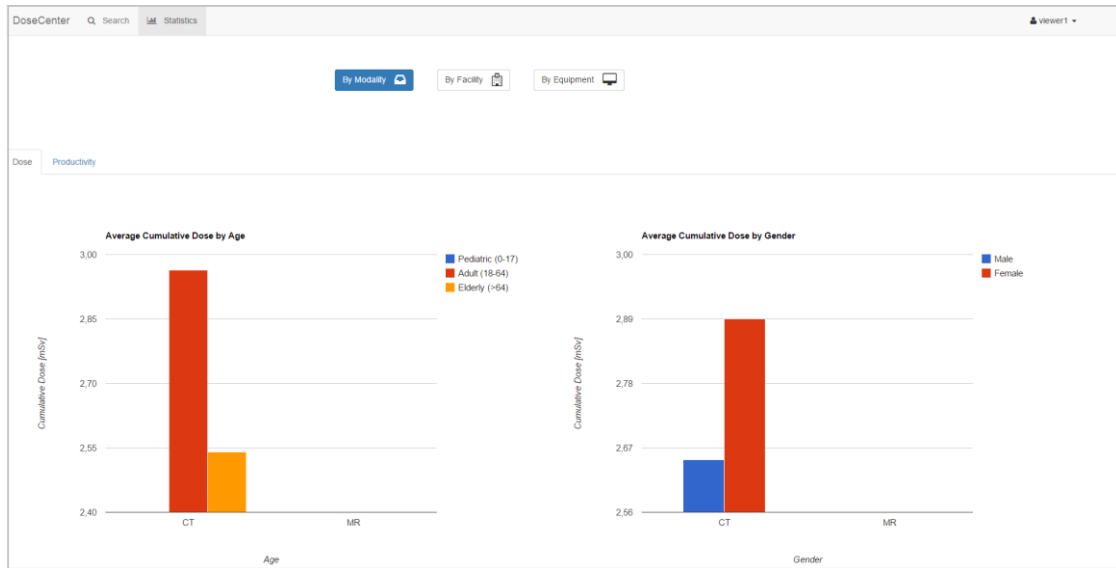 DoseCenter Search Statistics viewer1
By Modality By Facility By Equipment
Dose Productivity
Average Cumulative Dose by Age
3,00
2,85
2,70
2,55
2,40
Cumulative Dose [mSv]
CT MR
Age
Pediatric (0-17)
Adult (18-64)
Elderly (>64)
Average Cumulative Dose by Gender
3,00
2,89
2,78
2,67
2,56
Cumulative Dose [mSv]
CT MR
Gender
Male
Female